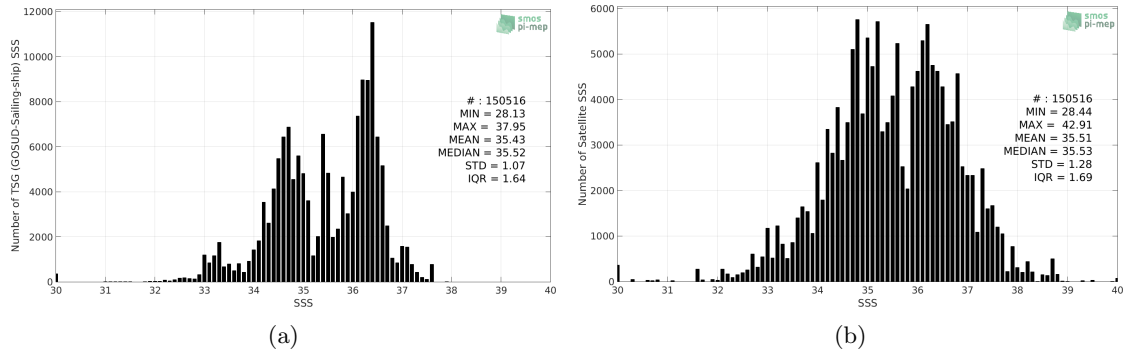 12000
10000
8000
6000
4000
2000
0
30 31 32 33 34 35 36 37 38 39 40
SSS
Number of TSG (GOSUD-Sailing-ship) SSS
smos
pi-mep
# : 150516
MIN = 28.13
MAX = 37.95
MEAN = 35.43
MEDIAN = 35.52
STD = 1.07
IQR = 1.64
(a)
6000
5000
4000
3000
2000
1000
0
30 31 32 33 34 35 36 37 38 39 40
SSS
Number of Satellite SSS
smos
pi-mep
# : 150516
MIN = 28.44
MAX = 42.91
MEAN = 35.51
MEDIAN = 35.53
STD = 1.28
IQR = 1.69
(b)